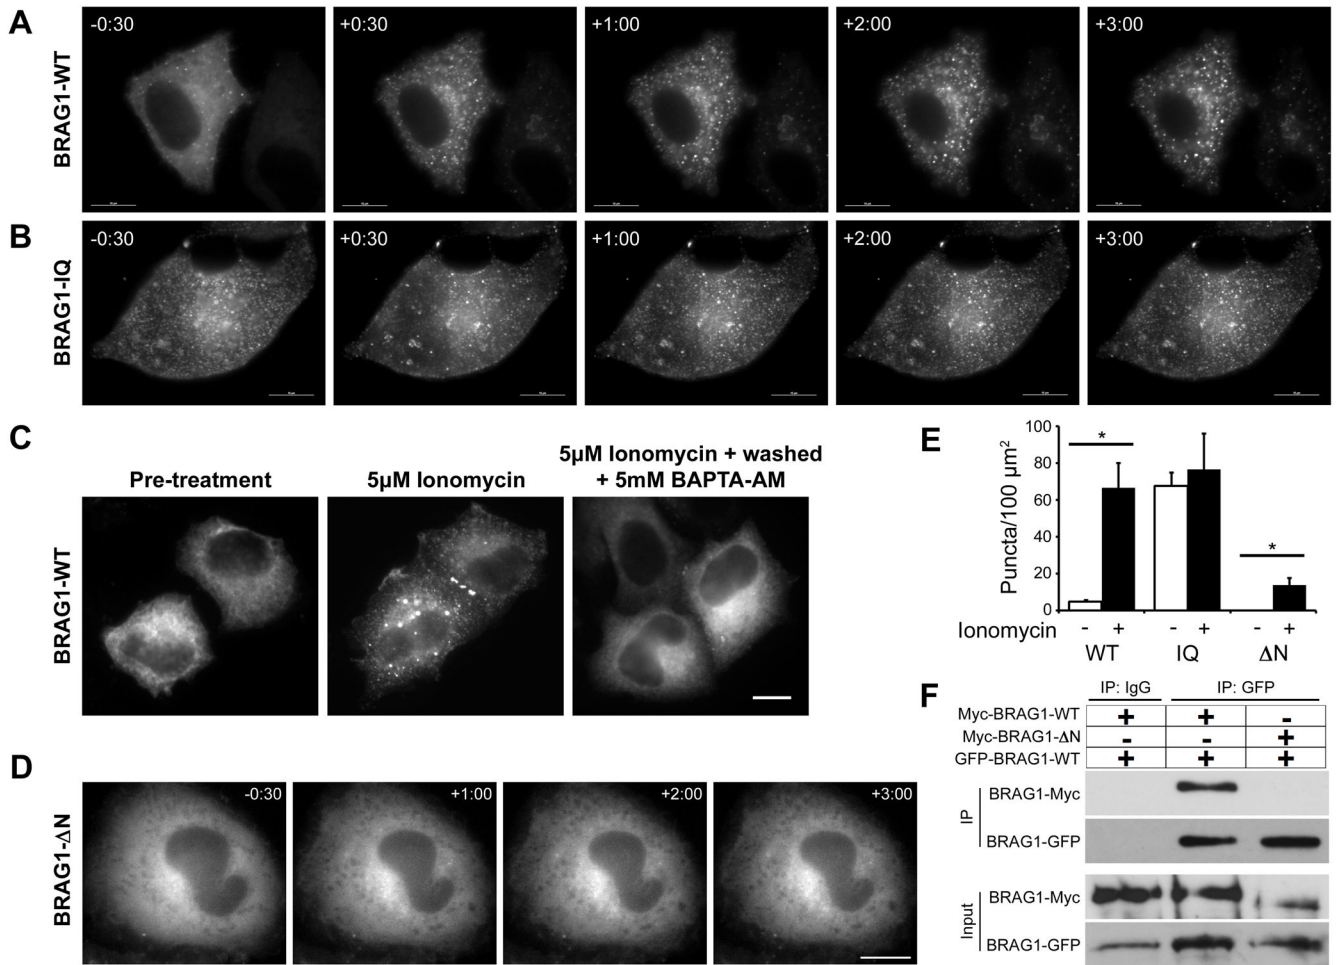 A
BRAG1-WT
-0:30
+0:30
+1:00
+2:00
+3:00
B
BRAG1-IQ
-0:30
+0:30
+1:00
+2:00
+3:00
C
BRAG1-WT
Pre-treatment
5µM Ionomycin
5µM Ionomycin + washed
+ 5mM BAPTA-AM
D
BRAG1-ΔN
-0:30
+1:00
+2:00
+3:00
E
Puncta/100 µm²
100
80
60
40
20
0
*
*
Ionomycin - + - + - +
WT IQ ΔN
F
IP: IgG IP: GFP
Myc-BRAG1-WT + + -
Myc-BRAG1-ΔN - - +
GFP-BRAG1-WT + + +
IP
BRAG1-Myc
BRAG1-GFP
Input
BRAG1-Myc
BRAG1-GFP